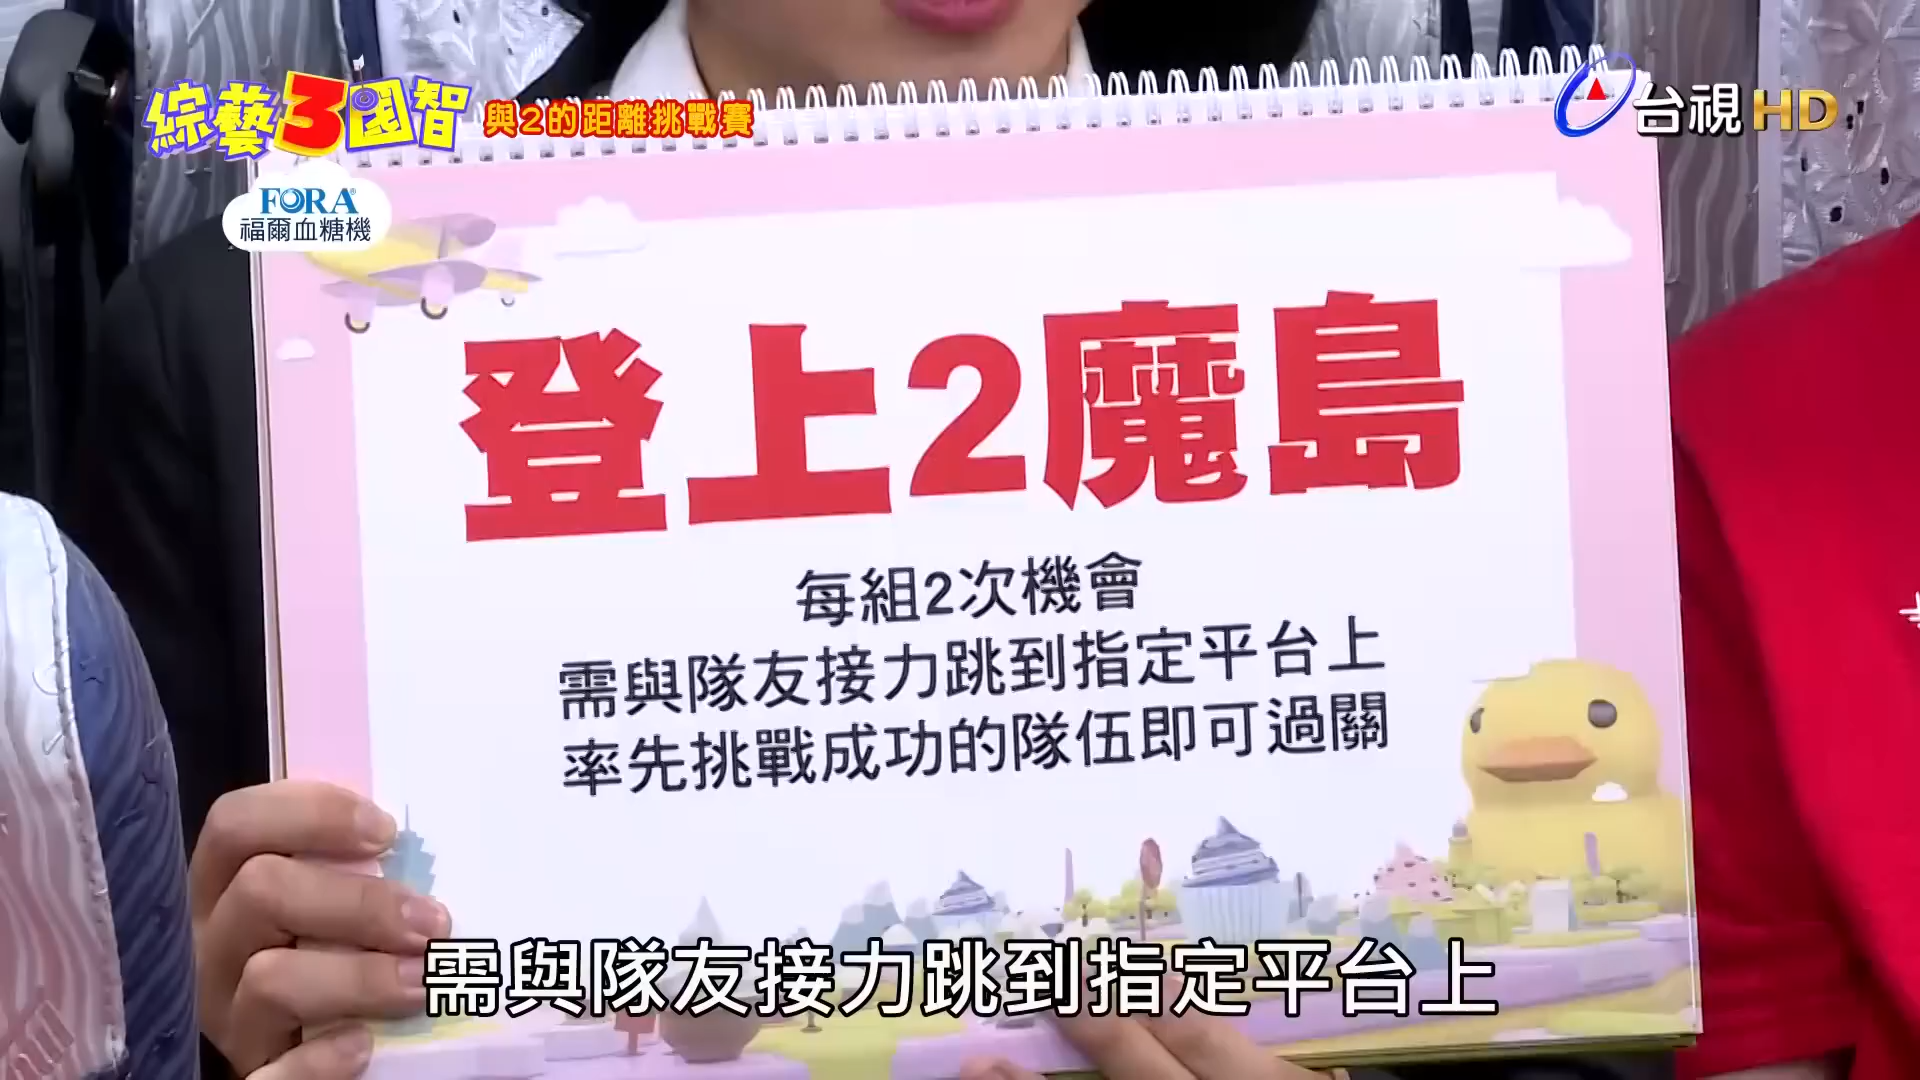 綜藝3國智
與2的距離挑戰賽
台視HD
FORA®
福爾血糖機
登上2魔島
每組2次機會
需與隊友接力跳到指定平台上
率先挑戰成功的隊伍即可過關
需與隊友接力跳到指定平台上